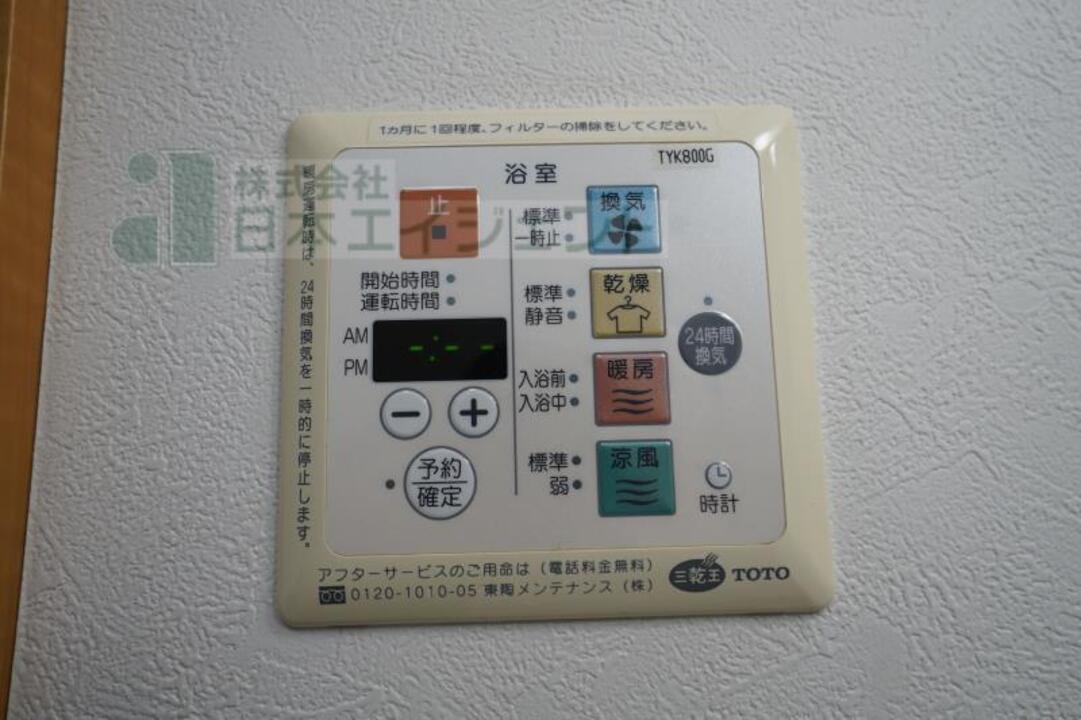 1カ月に1回程度、フィルターの掃除をしてください。
TYK800G
浴室
株式会社
日本エイジェント
止
換気
標準
一時止
開始時間
運転時間
乾燥
標準
静音
AM
PM
24時間
換気
暖房
入浴前
入浴中
予約
確定
涼風
標準
弱
時計
暖房運転時は、24時間換気を一時的に停止します。
アフターサービスのご用命は(電話料金無料)
0120-1010-05 東陶メンテナンス(株)
三乾王 TOTO